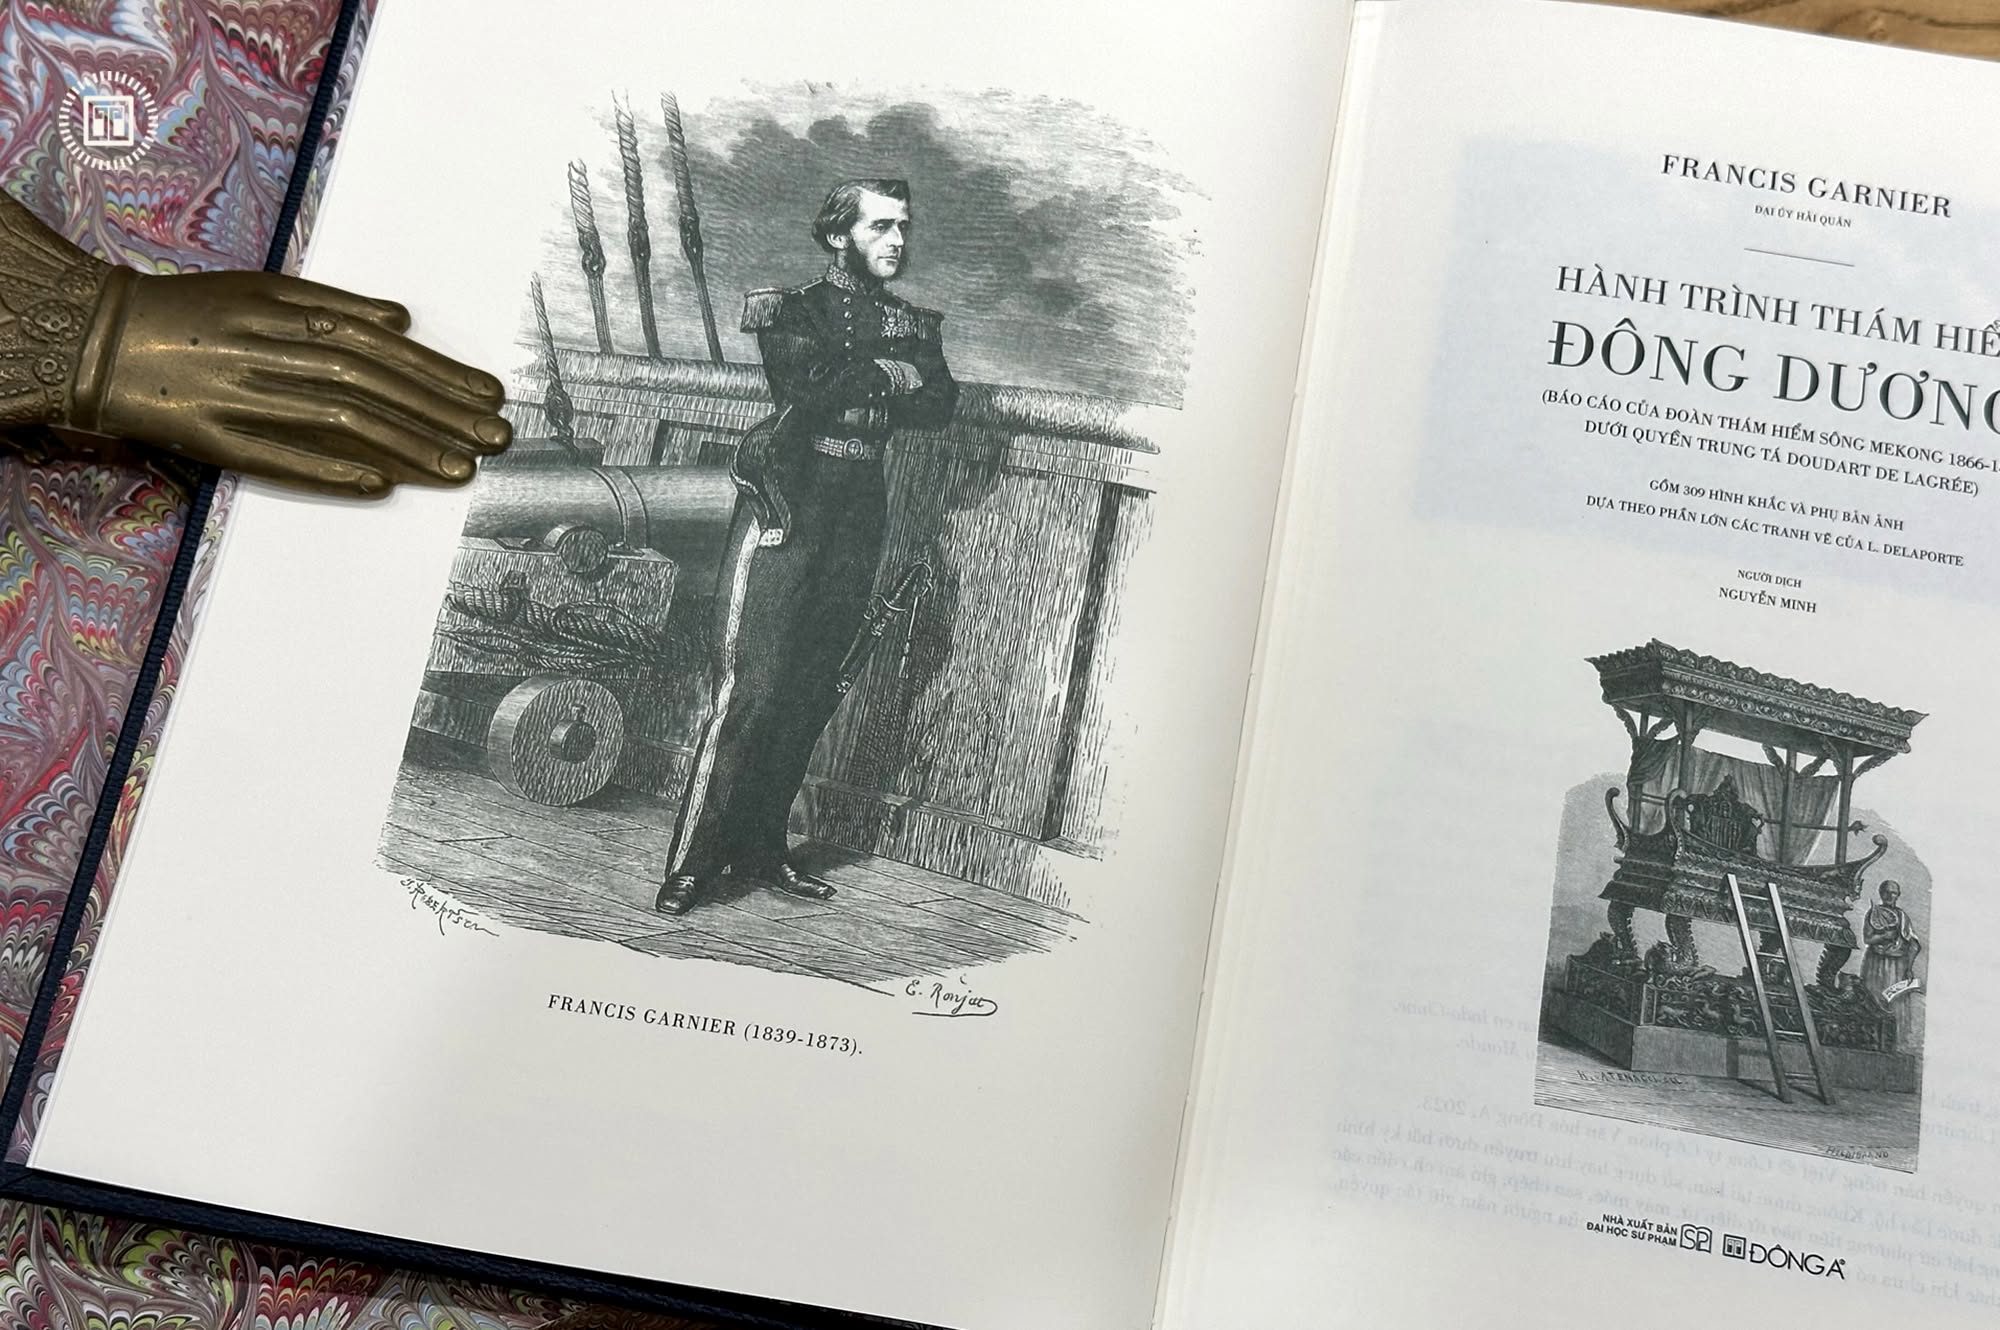 J. Robertson
E. Ronjat
FRANCIS GARNIER (1839-1873).
FRANCIS GARNIER
ĐẠI ÚY HẢI QUÂN
HÀNH TRÌNH THÁM
ĐÔNG DƯƠNG
(BÁO CÁO CỦA ĐOÀN THÁM HIỂM SÔNG MEKONG 1866-1
DƯỚI QUYỀN TRUNG TÁ DOUDART DE LAGRÉE)
GỒM 309 HÌNH KHẮC VÀ PHỤ BẢN ẢNH
DỰA THEO PHẦN LỚN CÁC TRANH VẼ CỦA L. DELAPORTE
NGƯỜI DỊCH
NGUYỄN MINH
HILDIBRAND
NHÀ XUẤT BẢN
ĐẠI HỌC SƯ PHẠM
SP
ĐÔNG A